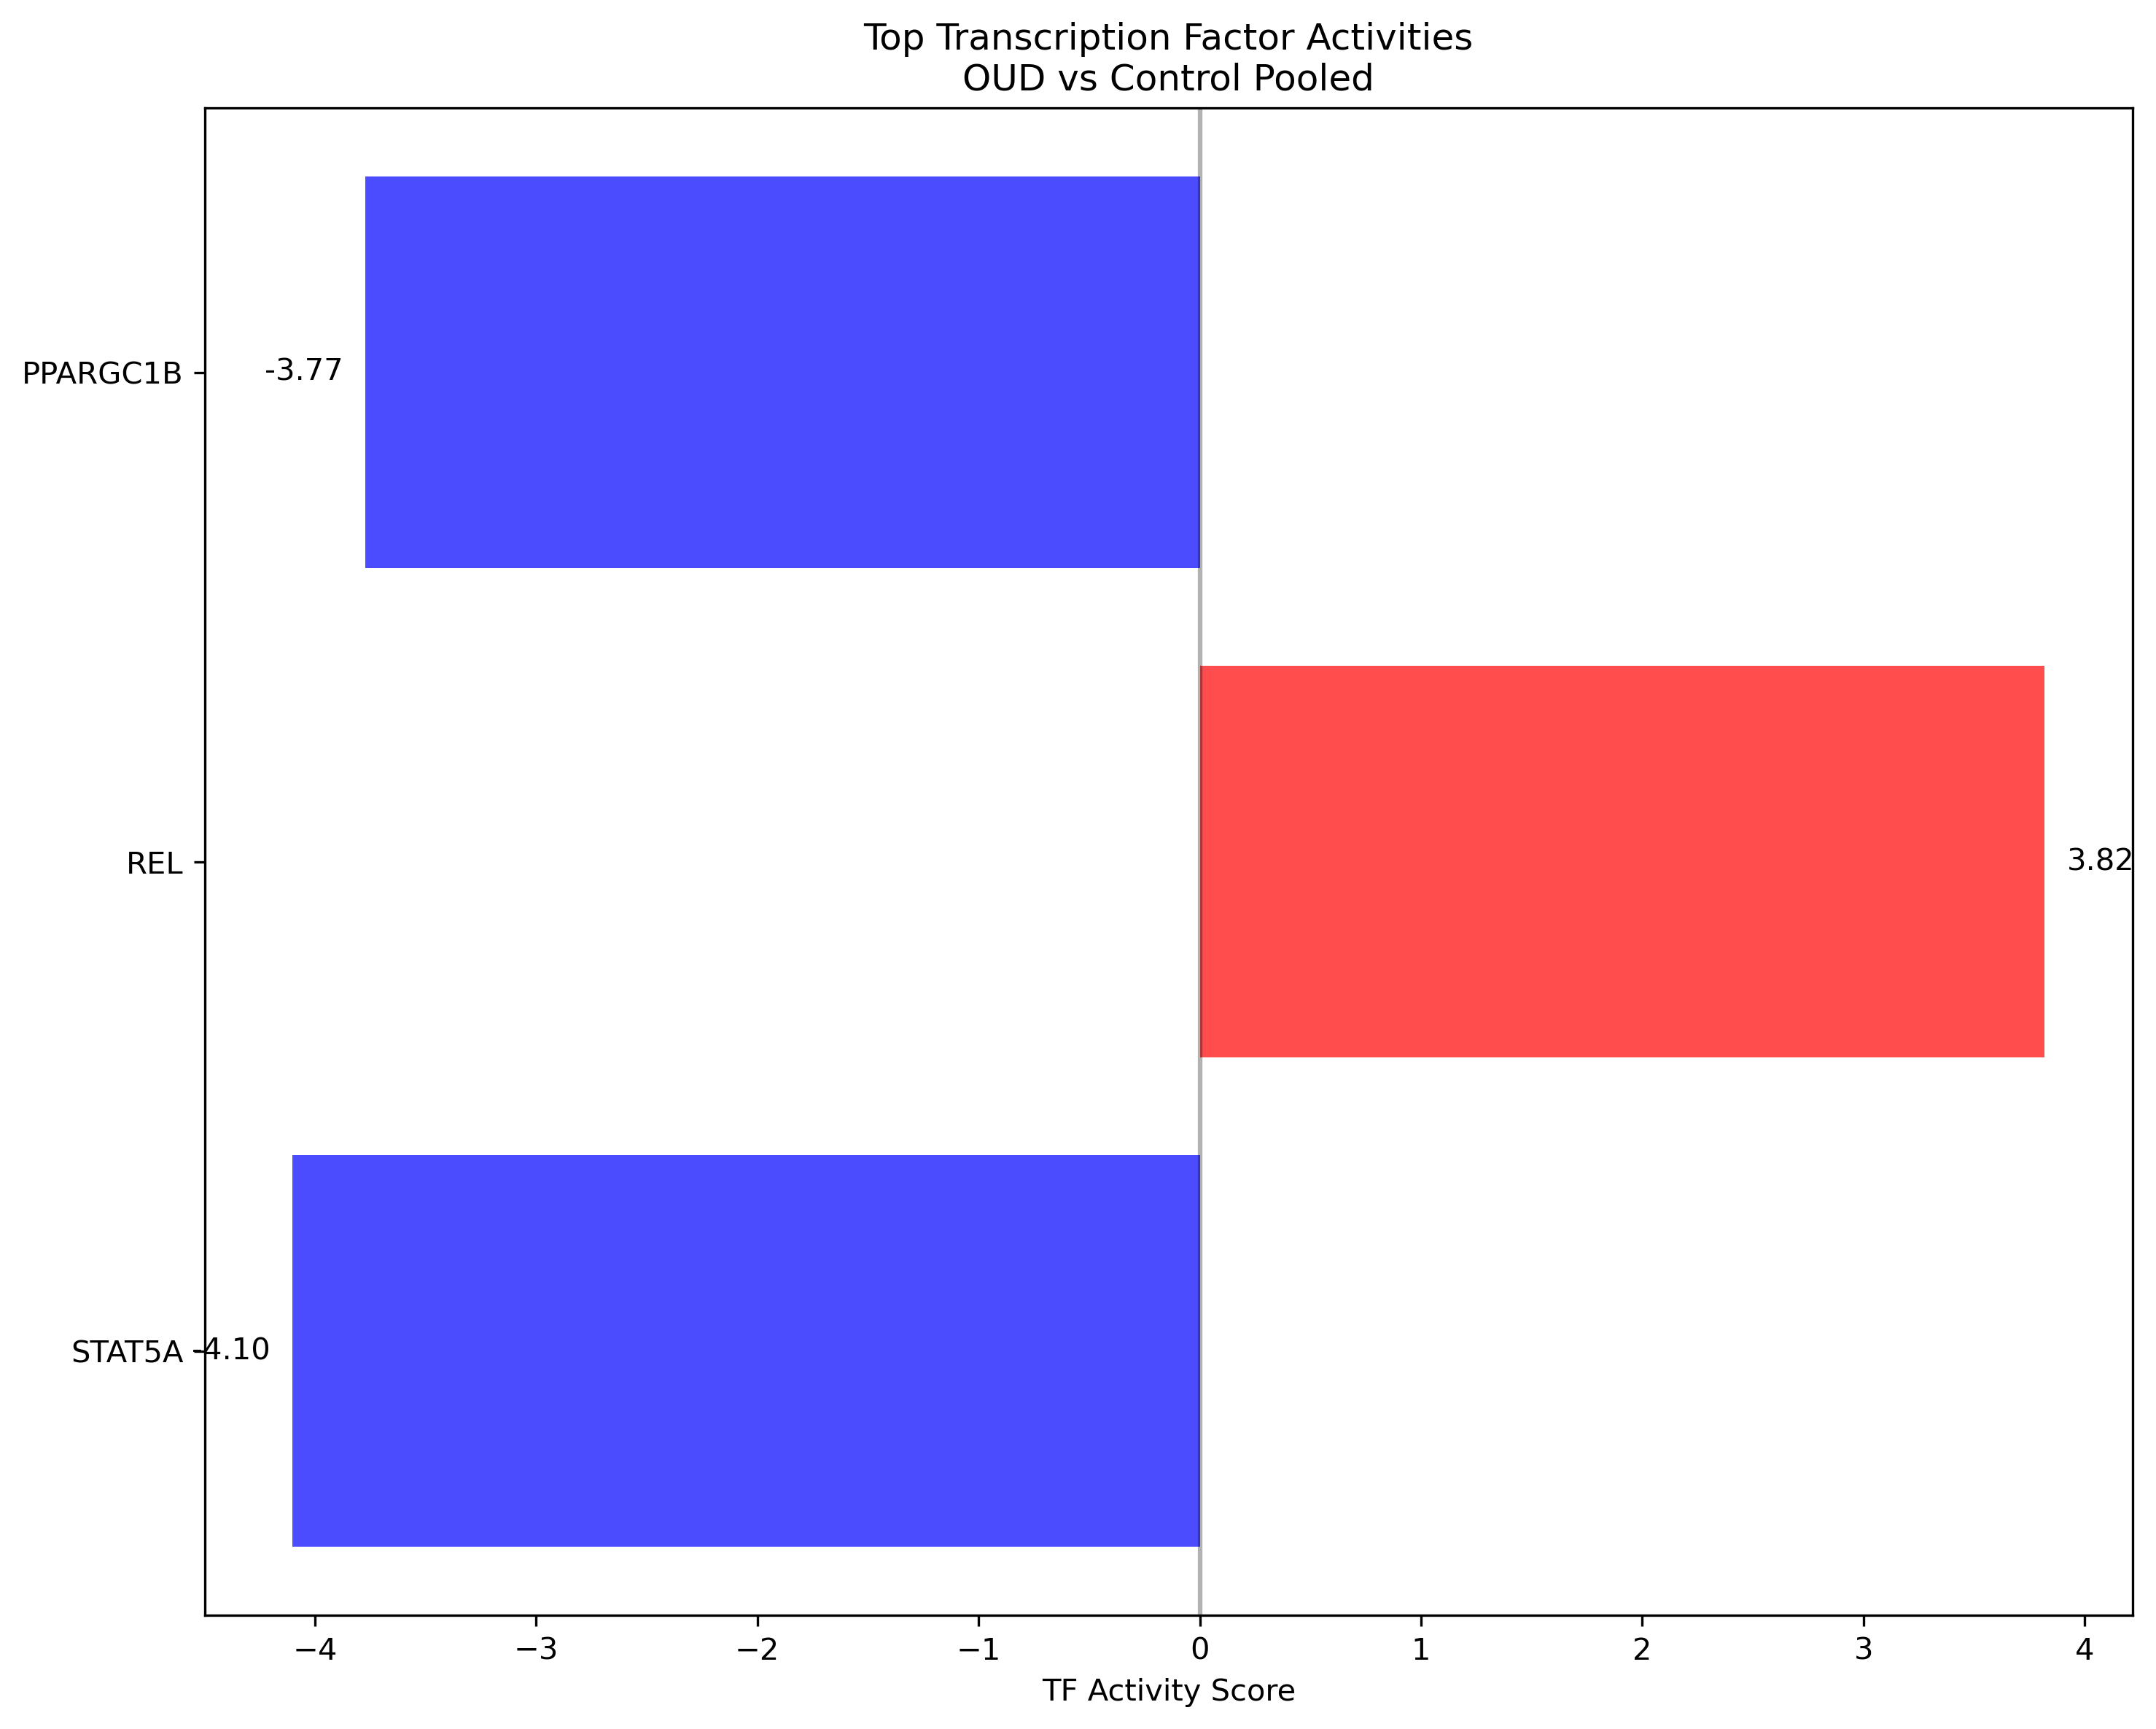 Top Transcription Factor Activities
OUD vs Control Pooled
PPARGC1B
-3.77
REL
3.82
STAT5A
-4.10
−4
−3
−2
−1
0
1
2
3
4
TF Activity Score